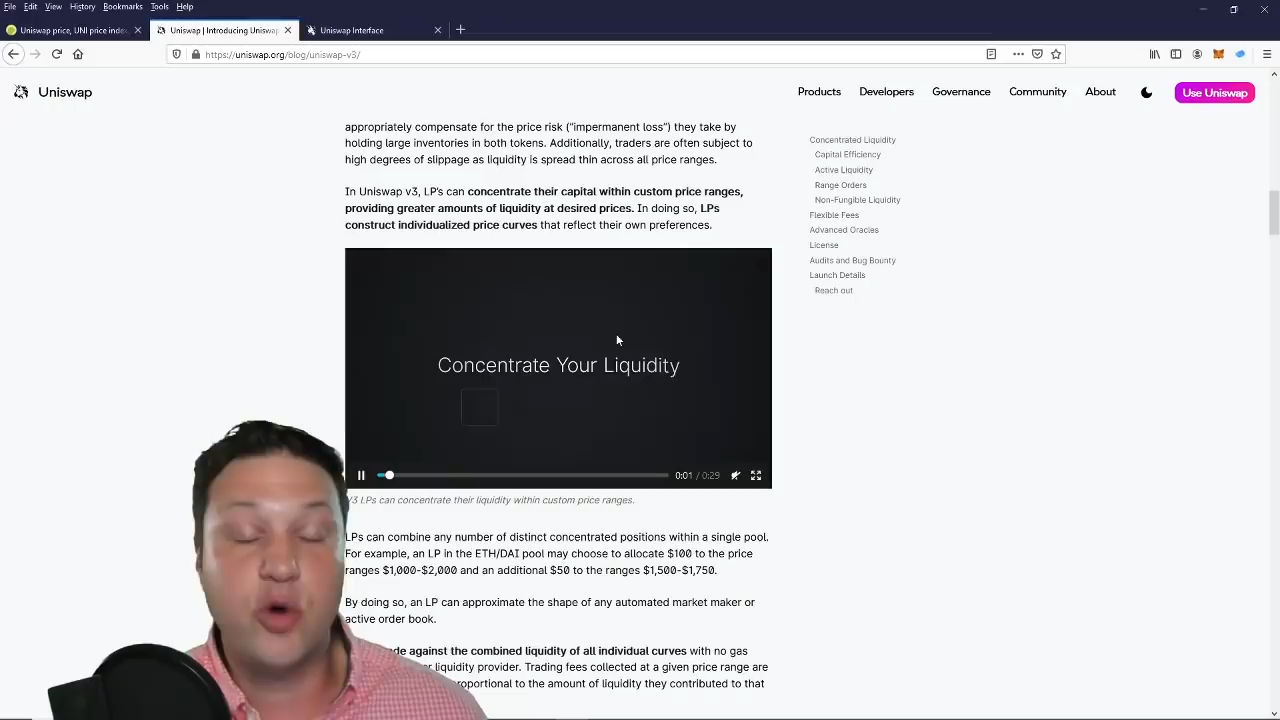 File Edit View History Bookmarks Tools Help
Uniswap price, UNI price index,
Uniswap | Introducing Uniswap
Uniswap Interface
https://uniswap.org/blog/uniswap-v3/
Uniswap
Products Developers Governance Community About
Use Uniswap
appropriately compensate for the price risk ("impermanent loss") they take by
holding large inventories in both tokens. Additionally, traders are often subject to
high degrees of slippage as liquidity is spread thin across all price ranges.
In Uniswap v3, LP's can concentrate their capital within custom price ranges,
providing greater amounts of liquidity at desired prices. In doing so, LPs
construct individualized price curves that reflect their own preferences.
Concentrate Your Liquidity
0:01 / 0:29
V3 LPs can concentrate their liquidity within custom price ranges.
LPs can combine any number of distinct concentrated positions within a single pool.
For example, an LP in the ETH/DAI pool may choose to allocate $100 to the price
ranges $1,000-$2,000 and an additional $50 to the ranges $1,500-$1,750.
By doing so, an LP can approximate the shape of any automated market maker or
active order book.
against the combined liquidity of all individual curves with no gas
liquidity provider. Trading fees collected at a given price range are
proportional to the amount of liquidity they contributed to that
Concentrated Liquidity
Capital Efficiency
Active Liquidity
Range Orders
Non-Fungible Liquidity
Flexible Fees
Advanced Oracles
License
Audits and Bug Bounty
Launch Details
Reach out